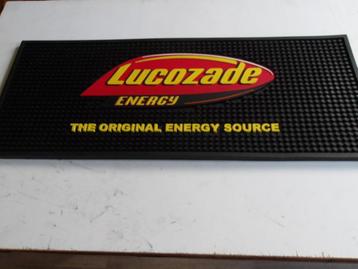 Lucozade
ENERGY
THE ORIGINAL ENERGY SOURCE